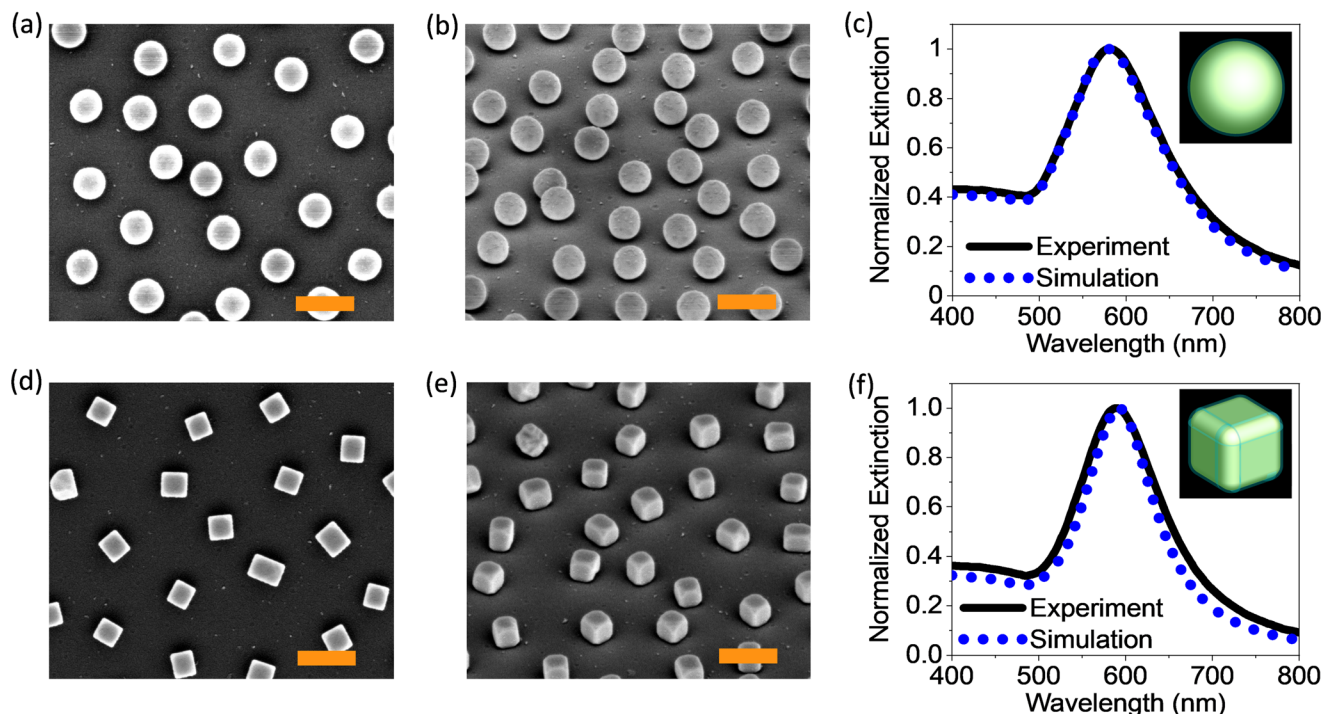 (a)
(b)
(c)
Normalized Extinction
1
0.8
0.6
0.4
0.2
0
Experiment
Simulation
400 500 600 700 800
Wavelength (nm)
(d)
(e)
(f)
Normalized Extinction
1.0
0.8
0.6
0.4
0.2
0.0
Experiment
Simulation
400 500 600 700 800
Wavelength (nm)